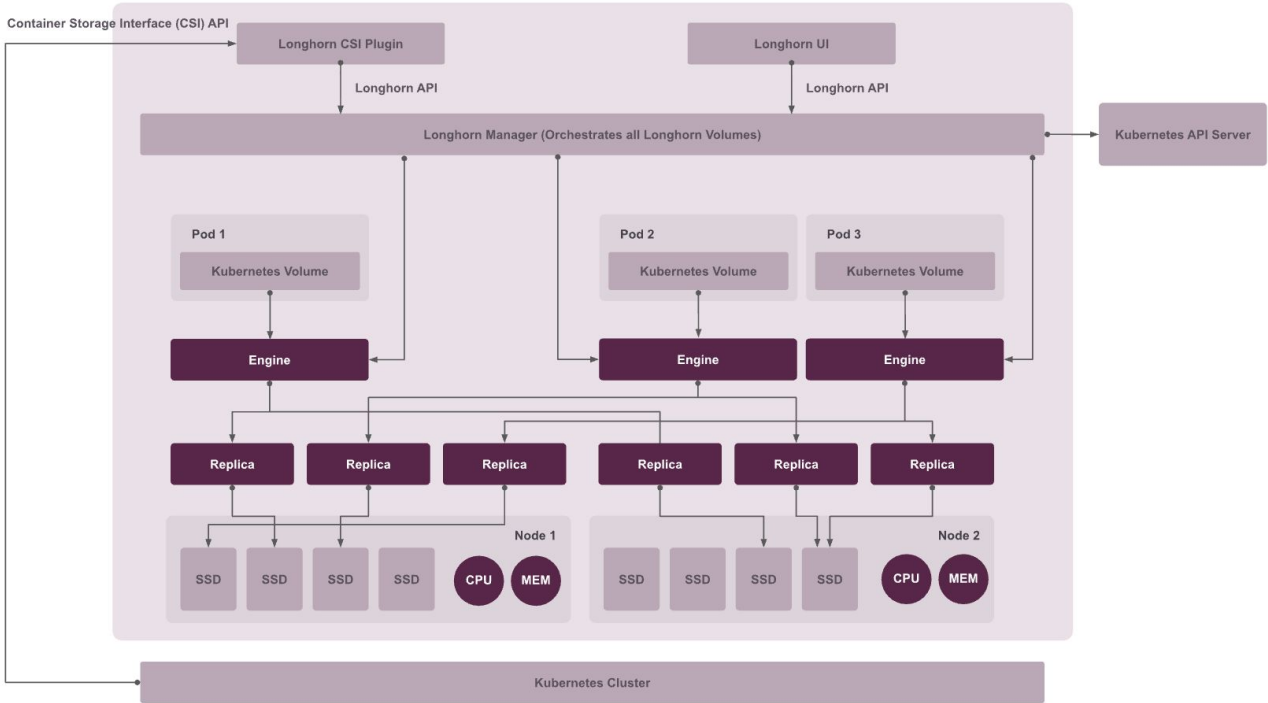 Container Storage Interface (CSI) API
Longhorn CSI Plugin
Longhorn UI
Longhorn API
Longhorn API
Longhorn Manager (Orchestrates all Longhorn Volumes)
Kubernetes API Server
Pod 1
Kubernetes Volume
Pod 2
Kubernetes Volume
Pod 3
Kubernetes Volume
Engine
Engine
Engine
Replica
Replica
Replica
Replica
Replica
Replica
Node 1
SSD
SSD
SSD
SSD
CPU
MEM
Node 2
SSD
SSD
SSD
SSD
CPU
MEM
Kubernetes Cluster